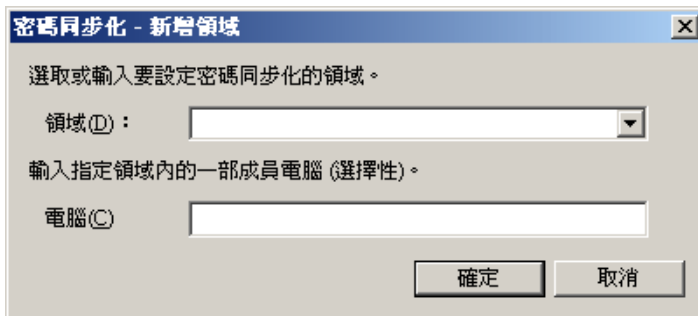 密碼同步化 - 新增領域
選取或輸入要設定密碼同步化的領域。
領域(D)：
輸入指定領域內的一部成員電腦 (選擇性)。
電腦(C)
確定
取消